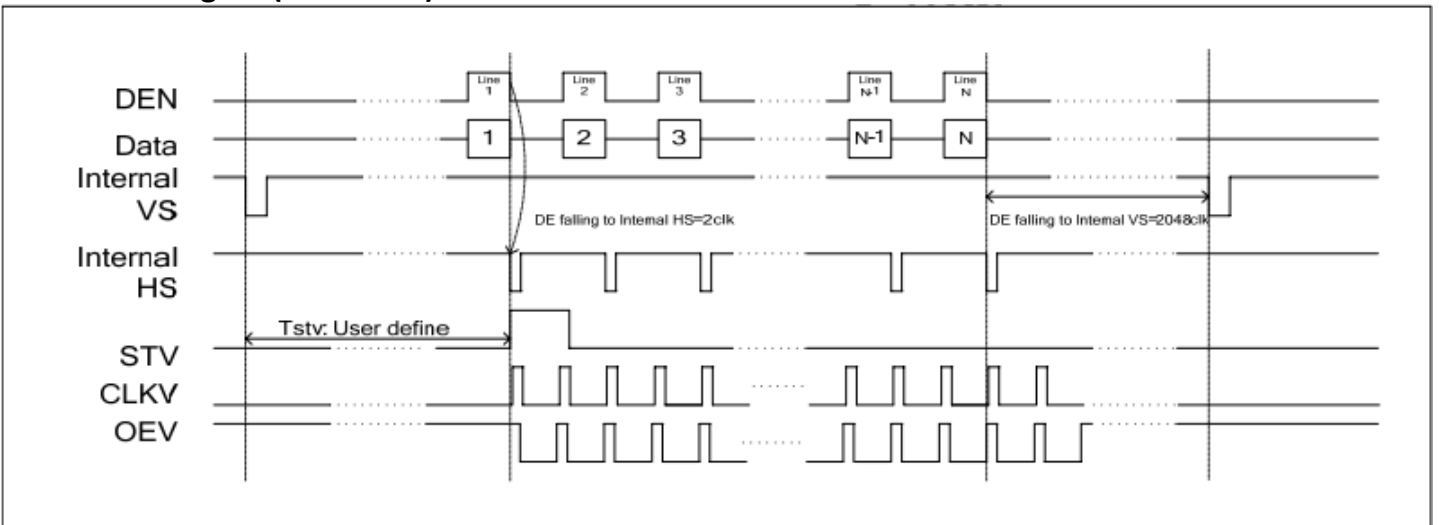 DEN
Line 1
Line 2
Line 3
Line N-1
Line N
Data
1
2
3
N-1
N
Internal VS
DE falling to Internal HS=2clk
DE falling to Internal VS=2048clk
Internal HS
Tstv: User define
STV
CLKV
OEV